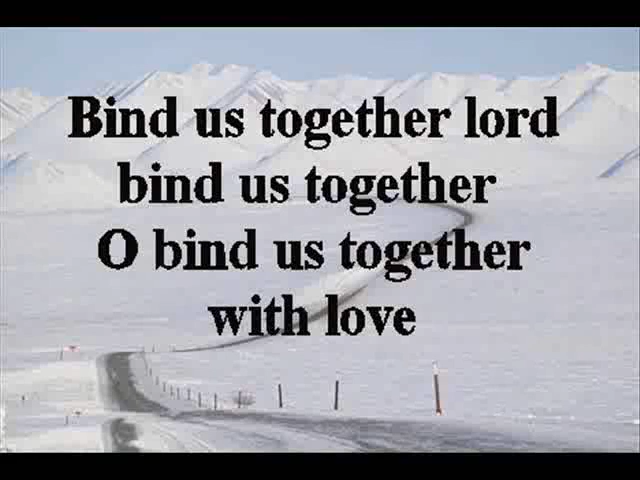 Bind us together lord
bind us together
O bind us together
with love